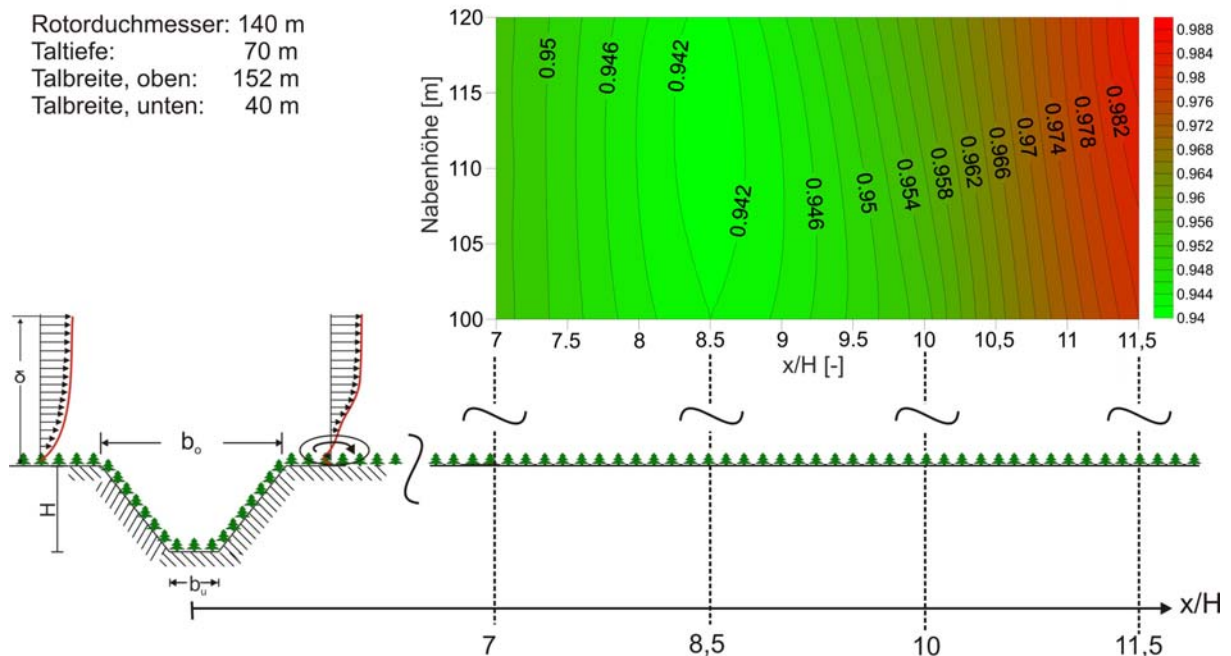 Rotorduchmesser: 140 m
Taltiefe: 70 m
Talbreite, oben: 152 m
Talbreite, unten: 40 m
Nabenhöhe [m]
120
115
110
105
100
0.95
0.946
0.942
0.942
0.946
0.95
0.954
0.958
0.962
0.966
0.97
0.974
0.978
0.982
7 7.5 8 8.5 9 9.5 10 10,5 11 11,5
x/H [-]
0.988
0.984
0.98
0.976
0.972
0.968
0.964
0.96
0.956
0.952
0.948
0.944
0.94
δ
bo
H
bu
x/H
7 8,5 10 11,5